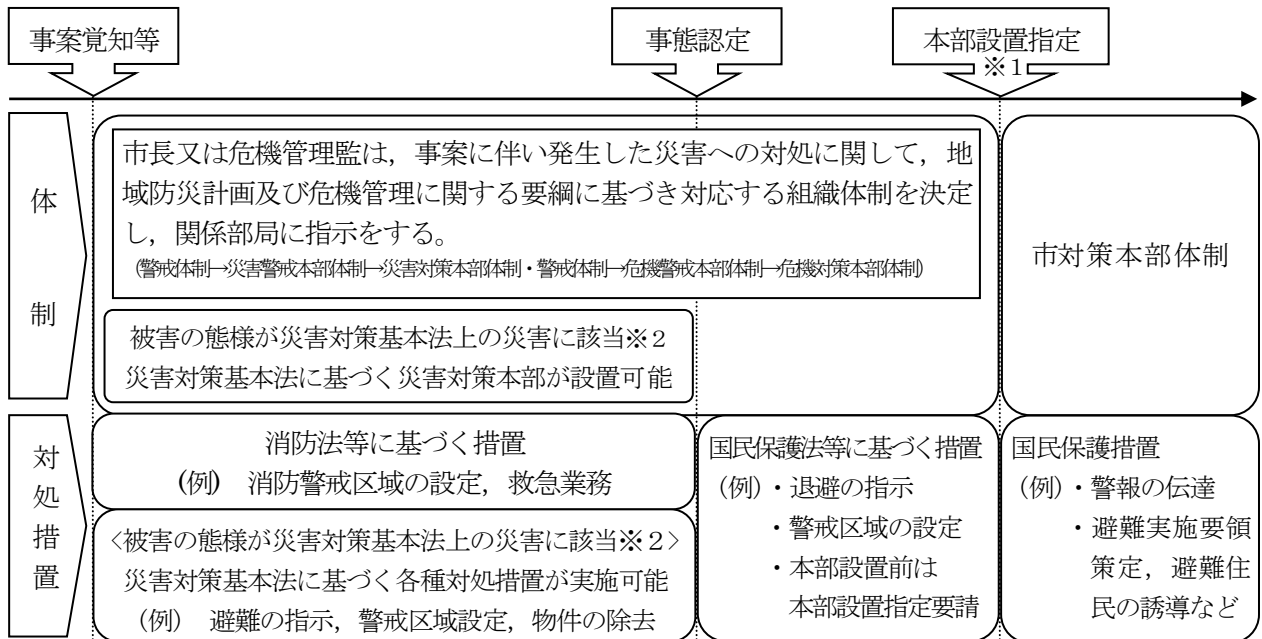 事案覚知等
事態認定
本部設置指定
※1
体制
市長又は危機管理監は，事案に伴い発生した災害への対処に関して，地
域防災計画及び危機管理に関する要綱に基づき対応する組織体制を決定
し，関係部局に指示をする。
（警戒体制→災害警戒本部体制→災害対策本部体制・警戒体制→危機警戒本部体制→危機対策本部体制）
被害の態様が災害対策基本法上の災害に該当※２
災害対策基本法に基づく災害対策本部が設置可能
市対策本部体制
対処措置
消防法等に基づく措置
(例)　消防警戒区域の設定，救急業務
<被害の態様が災害対策基本法上の災害に該当※２>
災害対策基本法に基づく各種対処措置が実施可能
（例）　避難の指示，警戒区域設定，物件の除去
国民保護法等に基づく措置
（例）・退避の指示
・警戒区域の設定
・本部設置前は
本部設置指定要請
国民保護措置
（例）・警報の伝達
・避難実施要領
策定，避難住
民の誘導など